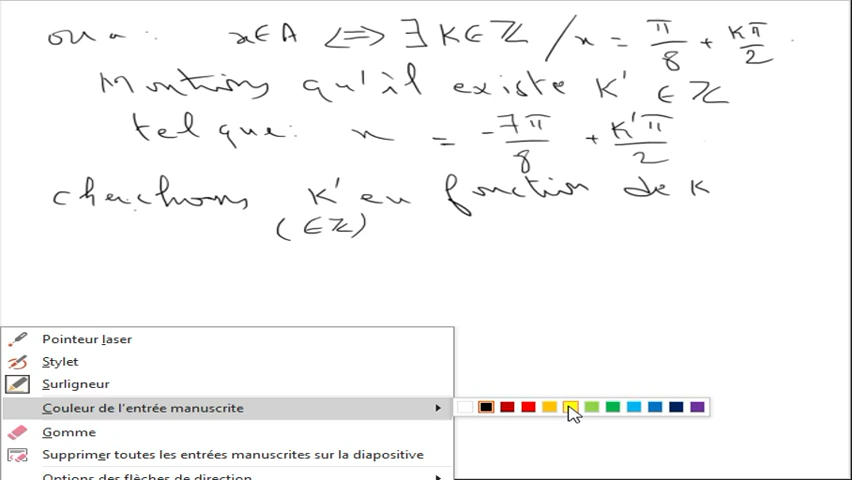 on a : x ∈ A ⟺ ∃ K ∈ ℤ / x = π/8 + Kπ/2
Montrons qu'il existe K' ∈ ℤ
tel que : x = -7π/8 + K'π/2
cherchons K' en fonction de K
(∈ ℤ)
Pointeur laser
Stylet
Surligneur
Couleur de l'entrée manuscrite
Gomme
Supprimer toutes les entrées manuscrites sur la diapositive
Options des flèches de direction